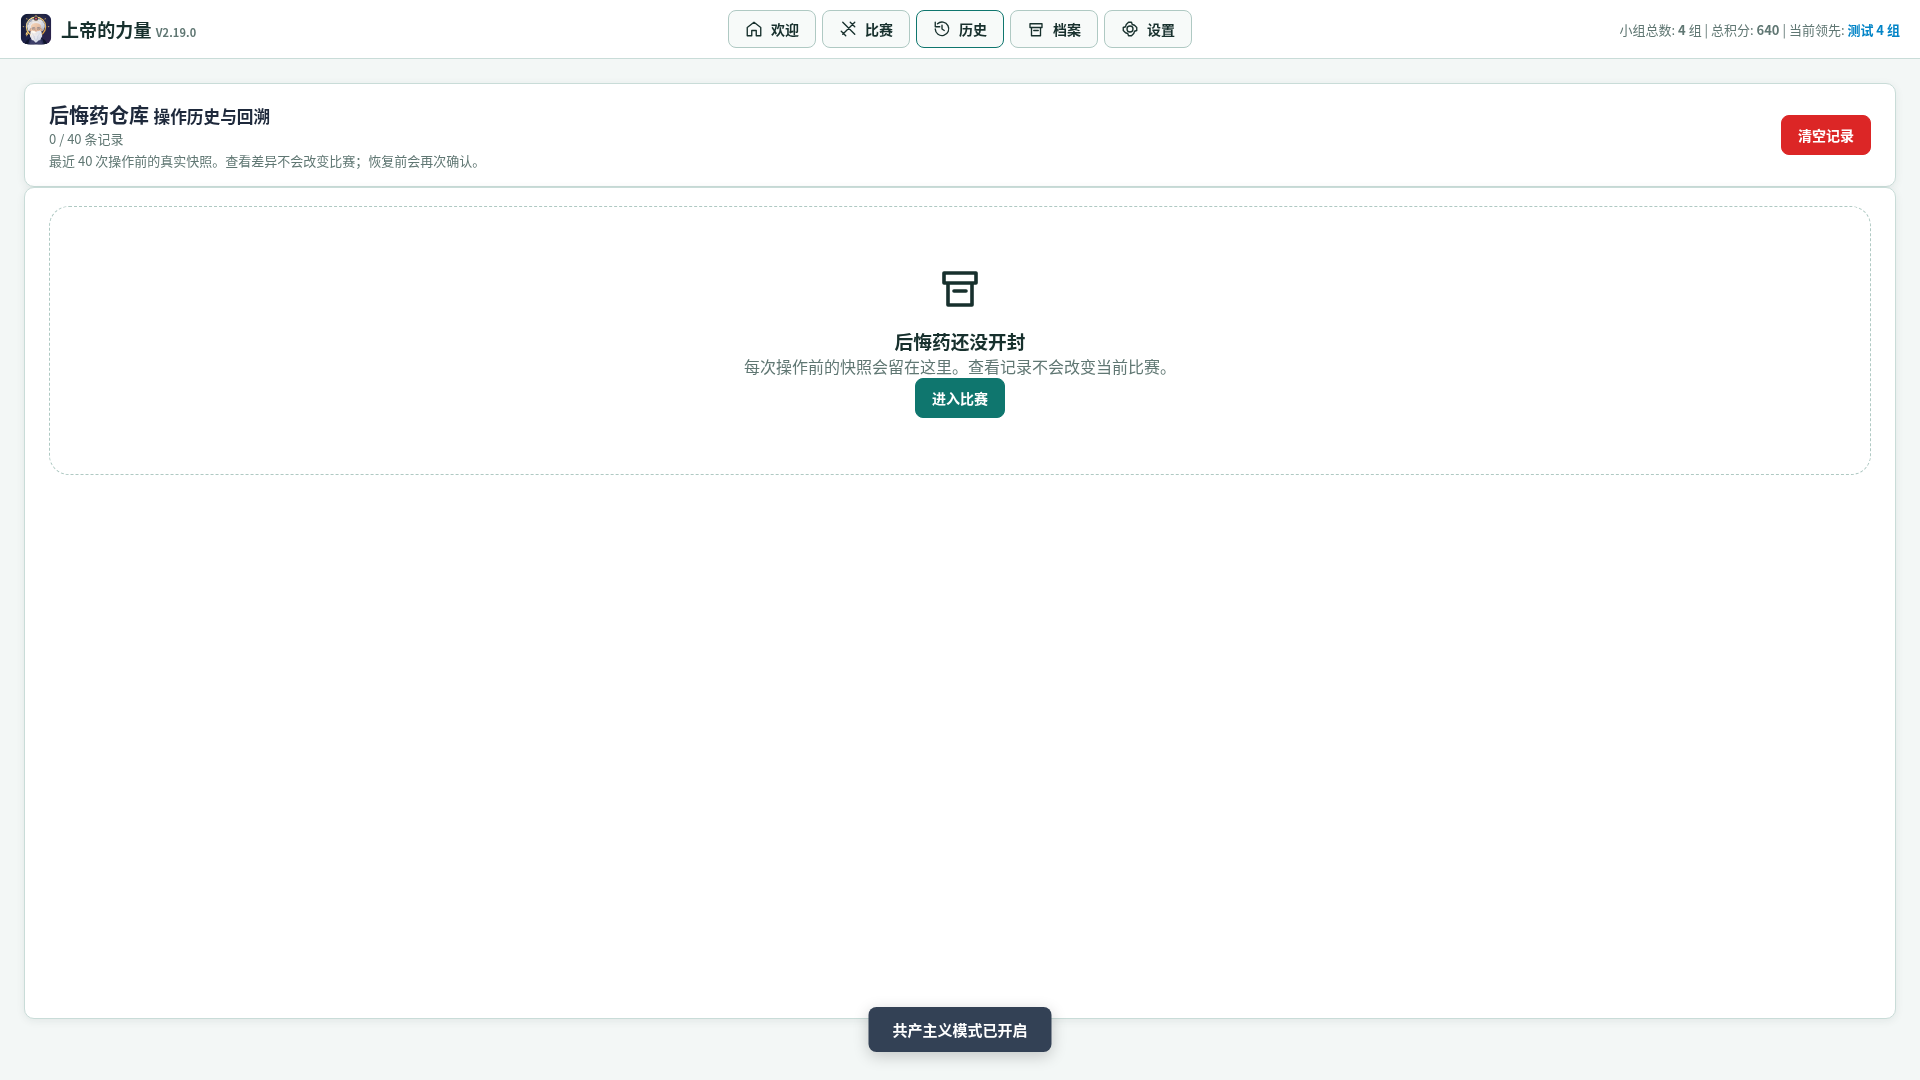 上帝的力量 V2.19.0
欢迎
比赛
历史
档案
设置
小组总数: 4 组 | 总积分: 640 | 当前领先: 测试 4 组
后悔药仓库 操作历史与回溯
0 / 40 条记录
最近 40 次操作前的真实快照。查看差异不会改变比赛；恢复前会再次确认。
清空记录
后悔药还没开封
每次操作前的快照会留在这里。查看记录不会改变当前比赛。
进入比赛
共产主义模式已开启